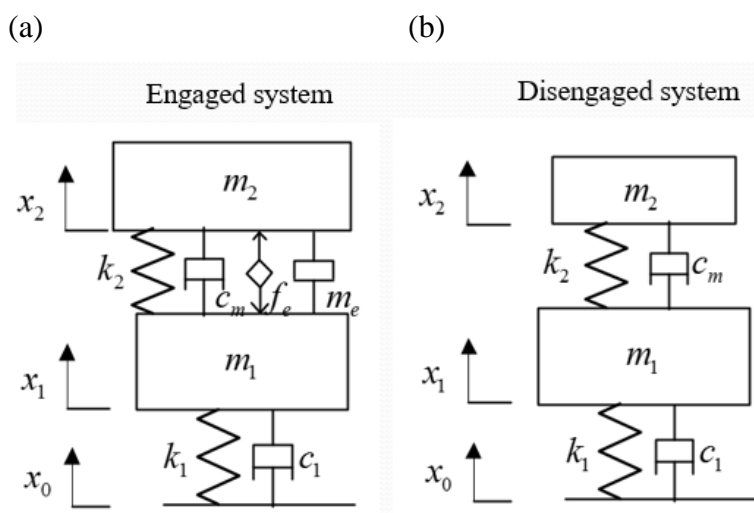 (a)
(b)
Engaged system
Disengaged system
m₂
x₂
k₂
cₘ
fₑ
mₑ
m₁
x₁
k₁
c₁
x₀
m₂
x₂
k₂
cₘ
m₁
x₁
k₁
c₁
x₀